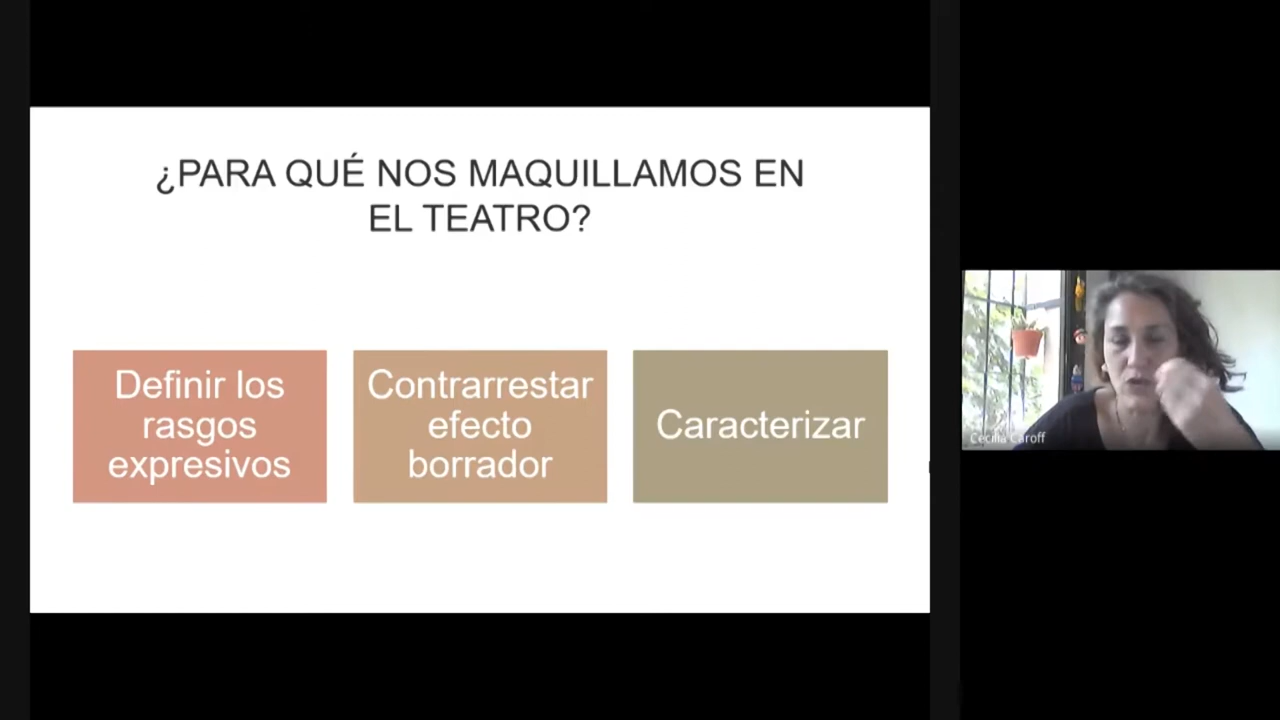 ¿PARA QUÉ NOS MAQUILLAMOS EN
EL TEATRO?
Definir los
rasgos
expresivos
Contrarrestar
efecto
borrador
Caracterizar
Cecilia Caroff